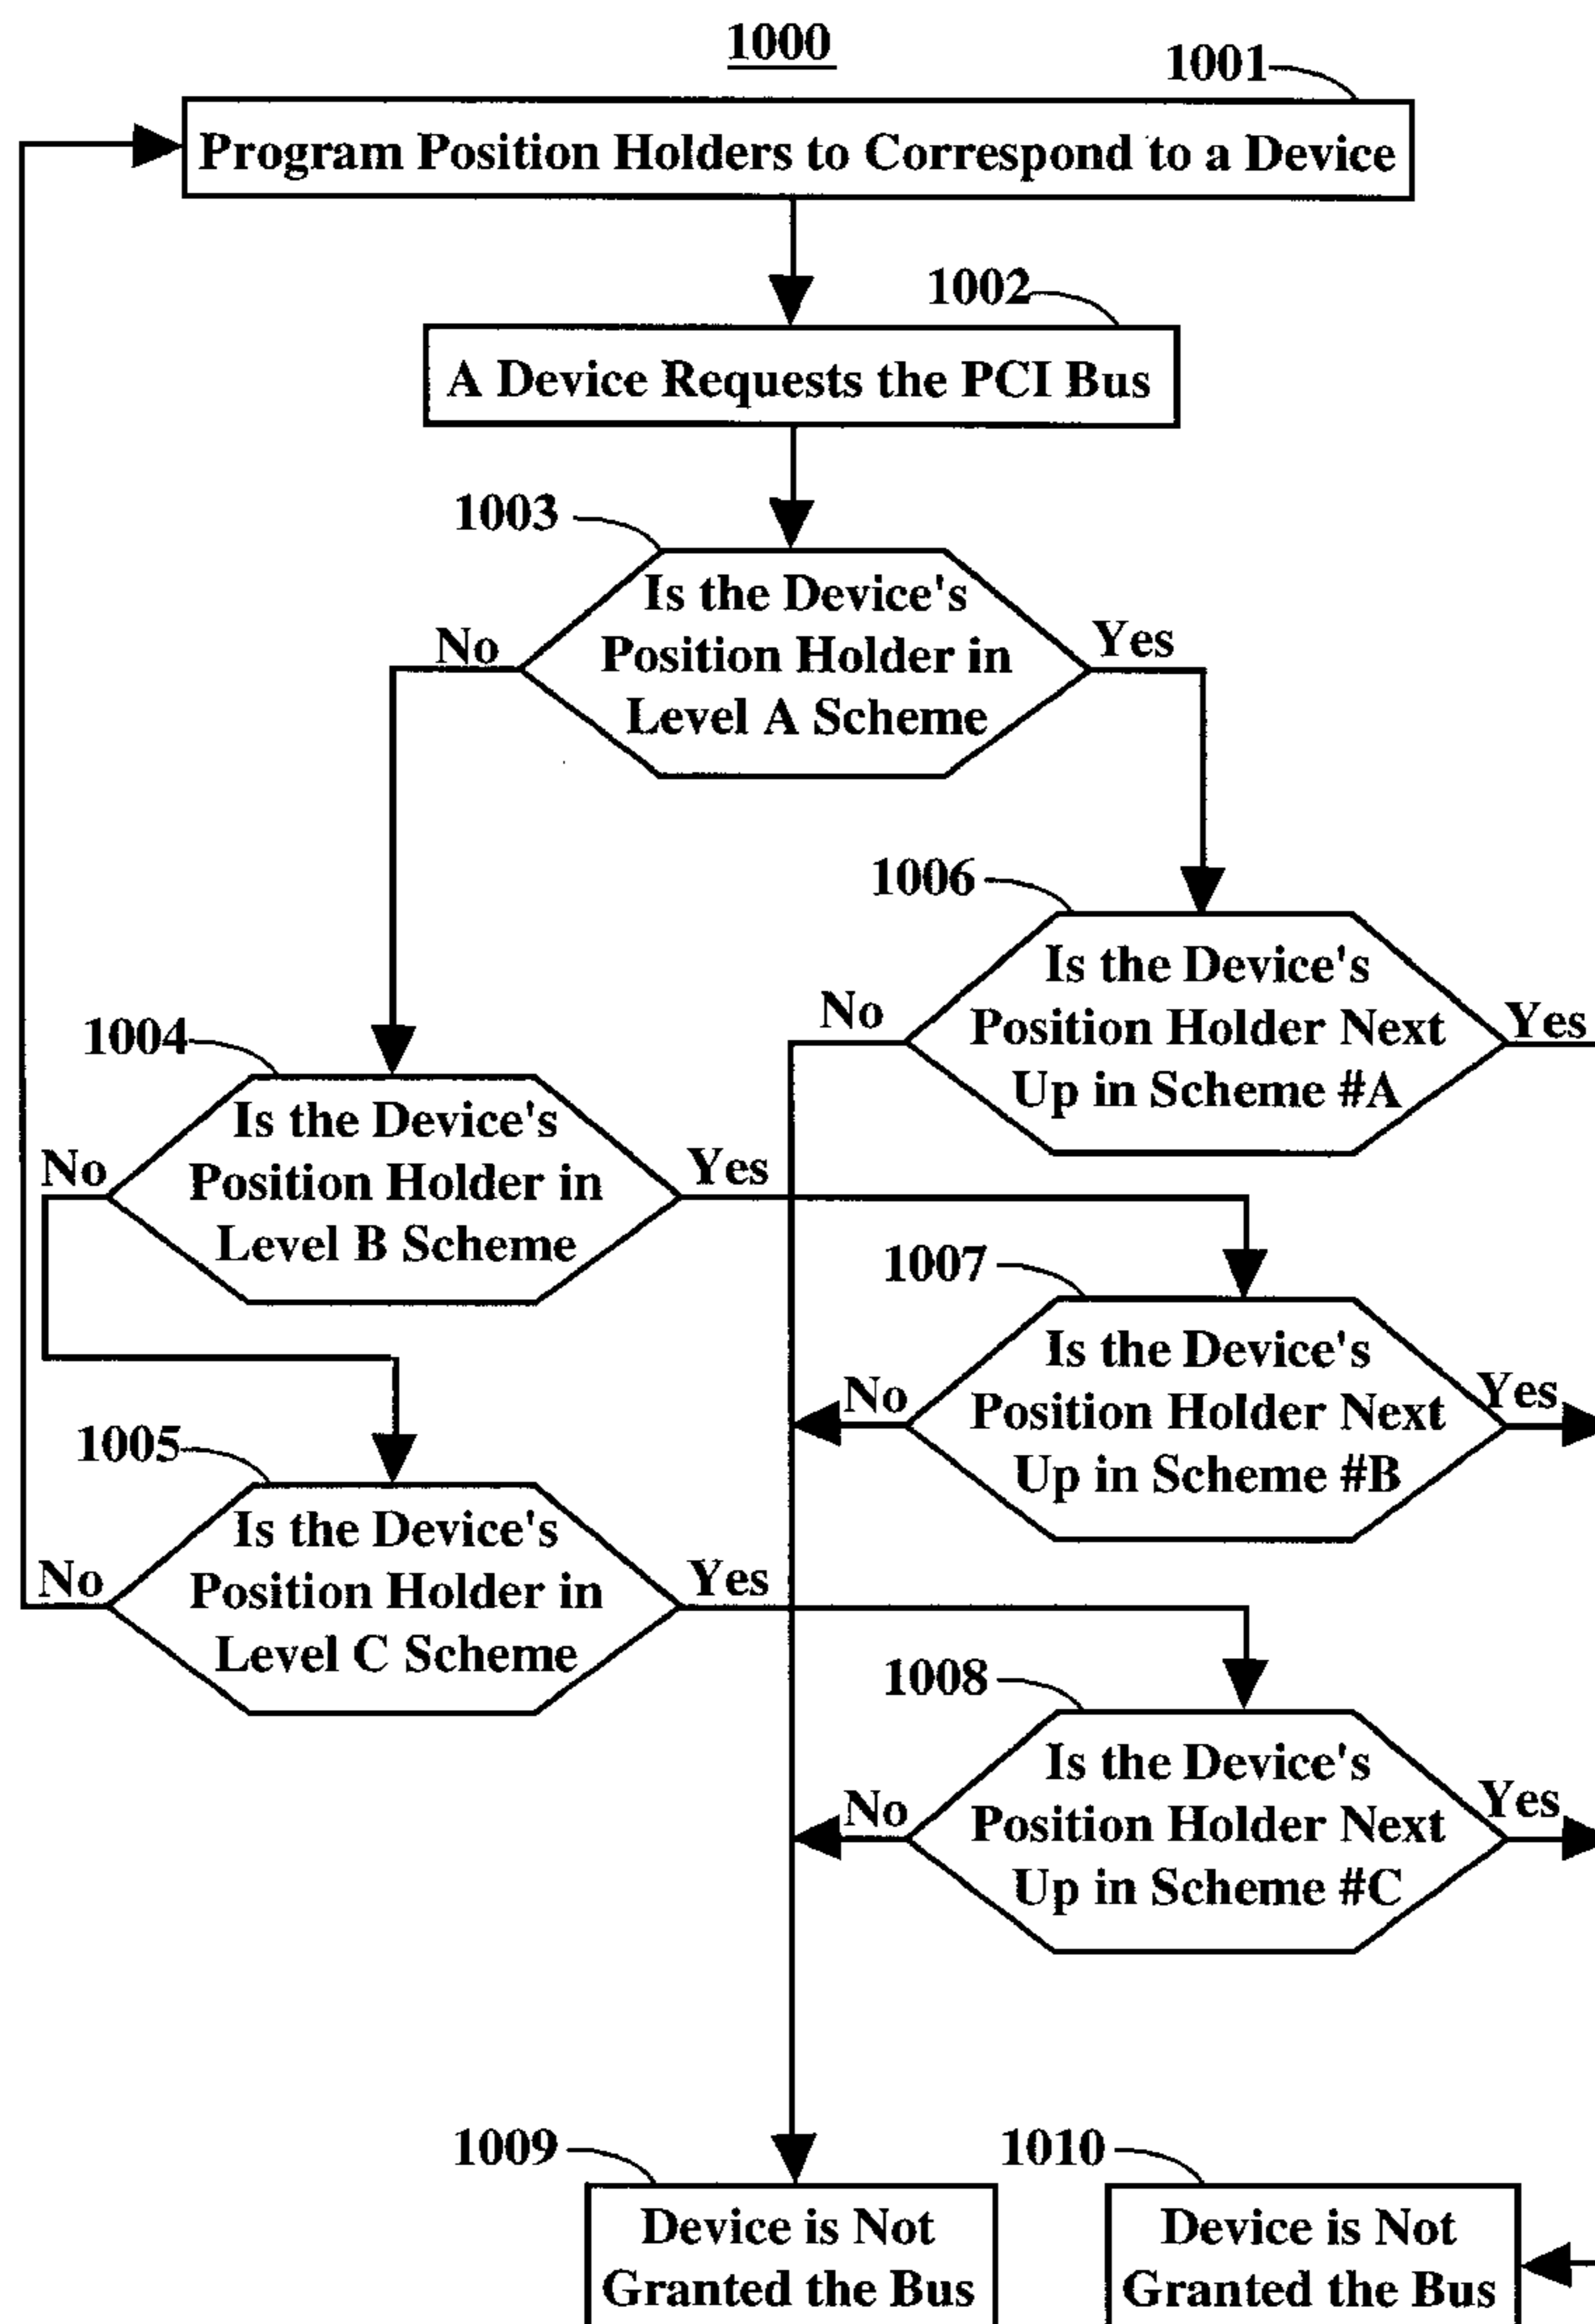 1000
1001
Program Position Holders to Correspond to a Device
1002
A Device Requests the PCI Bus
1003
Is the Device's
Position Holder in
Level A Scheme
No
Yes
1006
Is the Device's
Position Holder Next
Up in Scheme #A
No
Yes
1004
Is the Device's
Position Holder in
Level B Scheme
No
Yes
1007
Is the Device's
Position Holder Next
Up in Scheme #B
No
Yes
1005
Is the Device's
Position Holder in
Level C Scheme
No
Yes
1008
Is the Device's
Position Holder Next
Up in Scheme #C
No
Yes
1009
Device is Not
Granted the Bus
1010
Device is Not
Granted the Bus